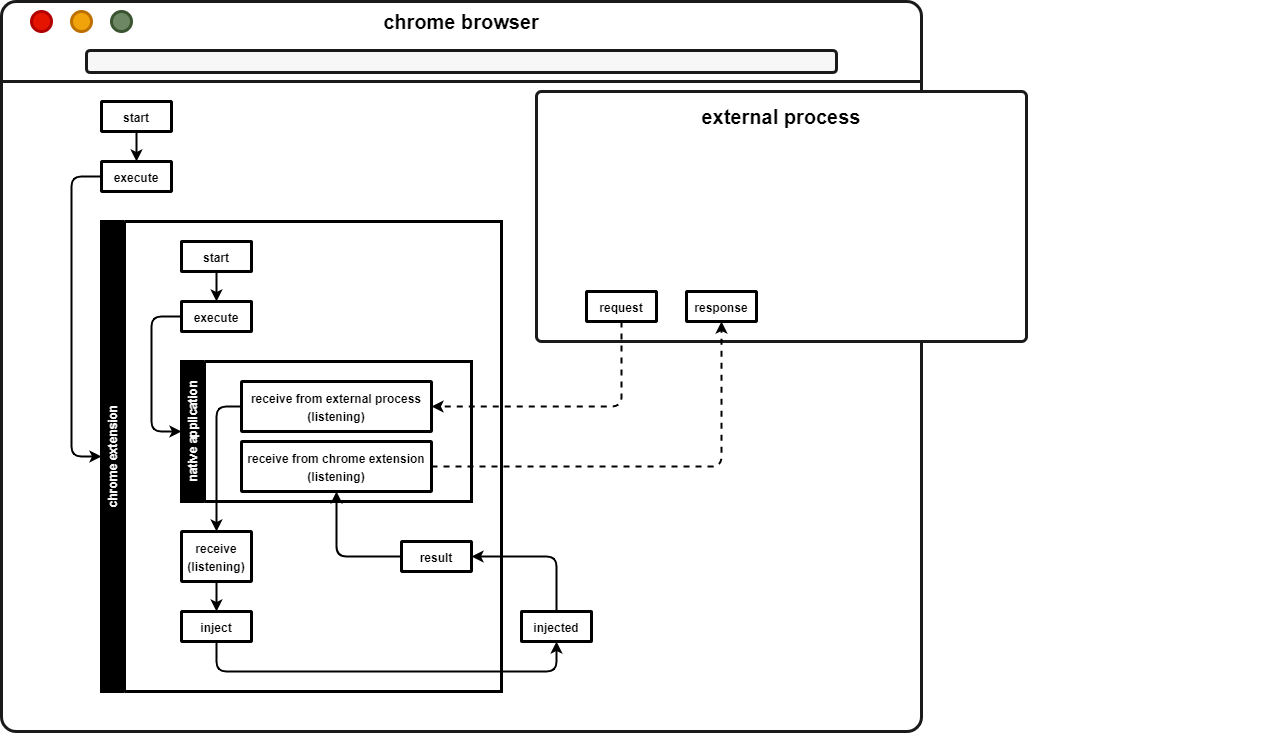 chrome browser
external process
start
execute
chrome extension
start
execute
request
response
native application
receive from external process
(listening)
receive from chrome extension
(listening)
receive
(listening)
result
inject
injected